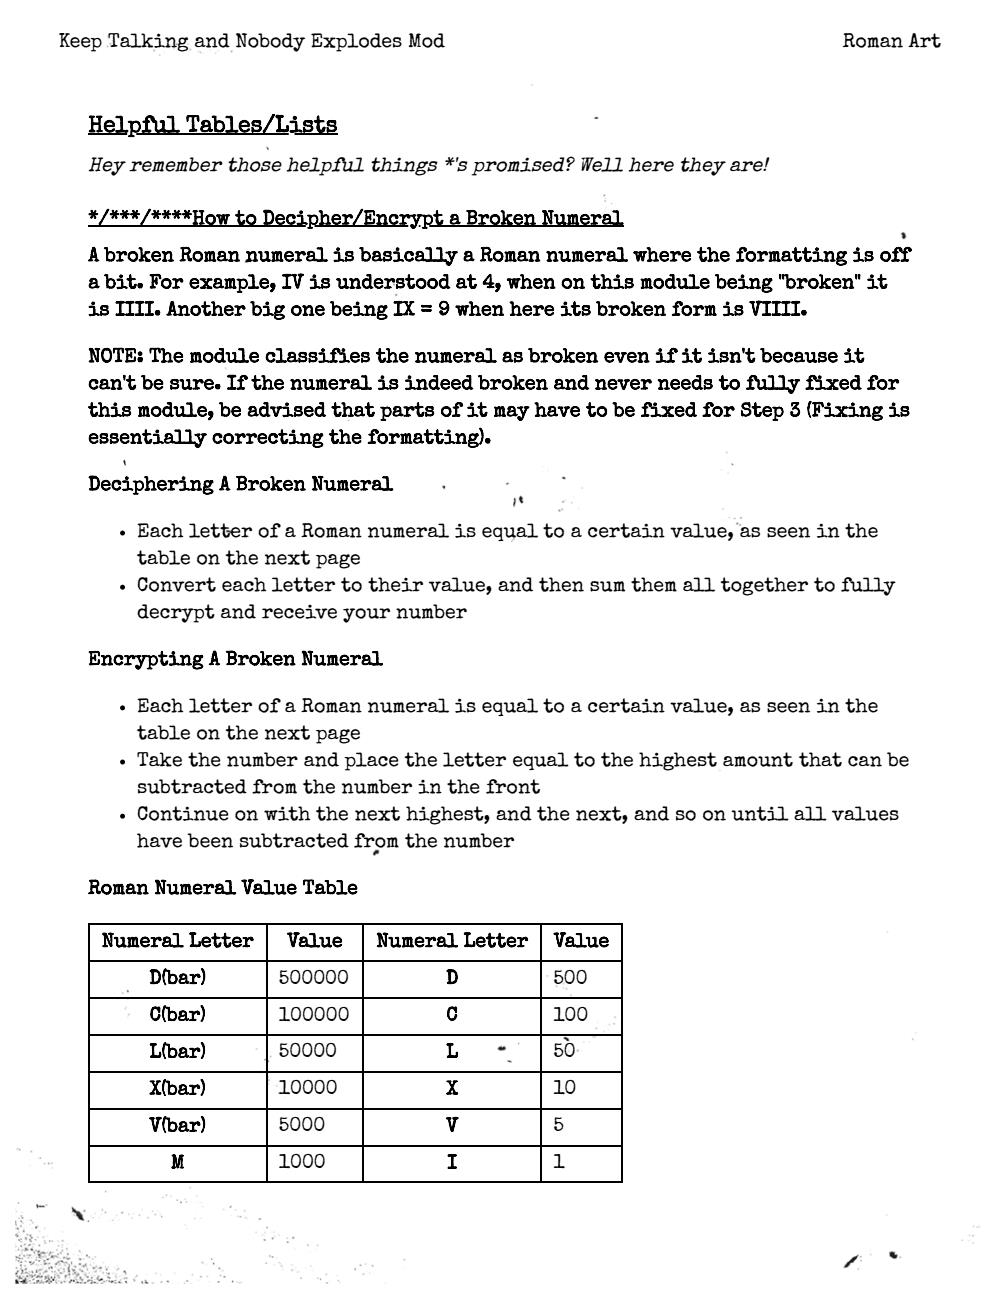 Keep Talking and Nobody Explodes Mod
Roman Art
Helpful Tables/Lists
Hey remember those helpful things *'s promised? Well here they are!
*/***/****How to Decipher/Encrypt a Broken Numeral
A broken Roman numeral is basically a Roman numeral where the formatting is off
a bit. For example, IV is understood at 4, when on this module being "broken" it
is IIII. Another big one being IX = 9 when here its broken form is VIIII.
NOTE: The module classifies the numeral as broken even if it isn't because it
can't be sure. If the numeral is indeed broken and never needs to fully fixed for
this module, be advised that parts of it may have to be fixed for Step 3 (Fixing is
essentially correcting the formatting).
Deciphering A Broken Numeral
• Each letter of a Roman numeral is equal to a certain value, as seen in the
table on the next page
• Convert each letter to their value, and then sum them all together to fully
decrypt and receive your number
Encrypting A Broken Numeral
• Each letter of a Roman numeral is equal to a certain value, as seen in the
table on the next page
• Take the number and place the letter equal to the highest amount that can be
subtracted from the number in the front
• Continue on with the next highest, and the next, and so on until all values
have been subtracted from the number
Roman Numeral Value Table
Numeral Letter Value Numeral Letter Value
D(bar) 500000 D 500
C(bar) 100000 C 100
L(bar) 50000 L 50
X(bar) 10000 X 10
V(bar) 5000 V 5
M 1000 I 1